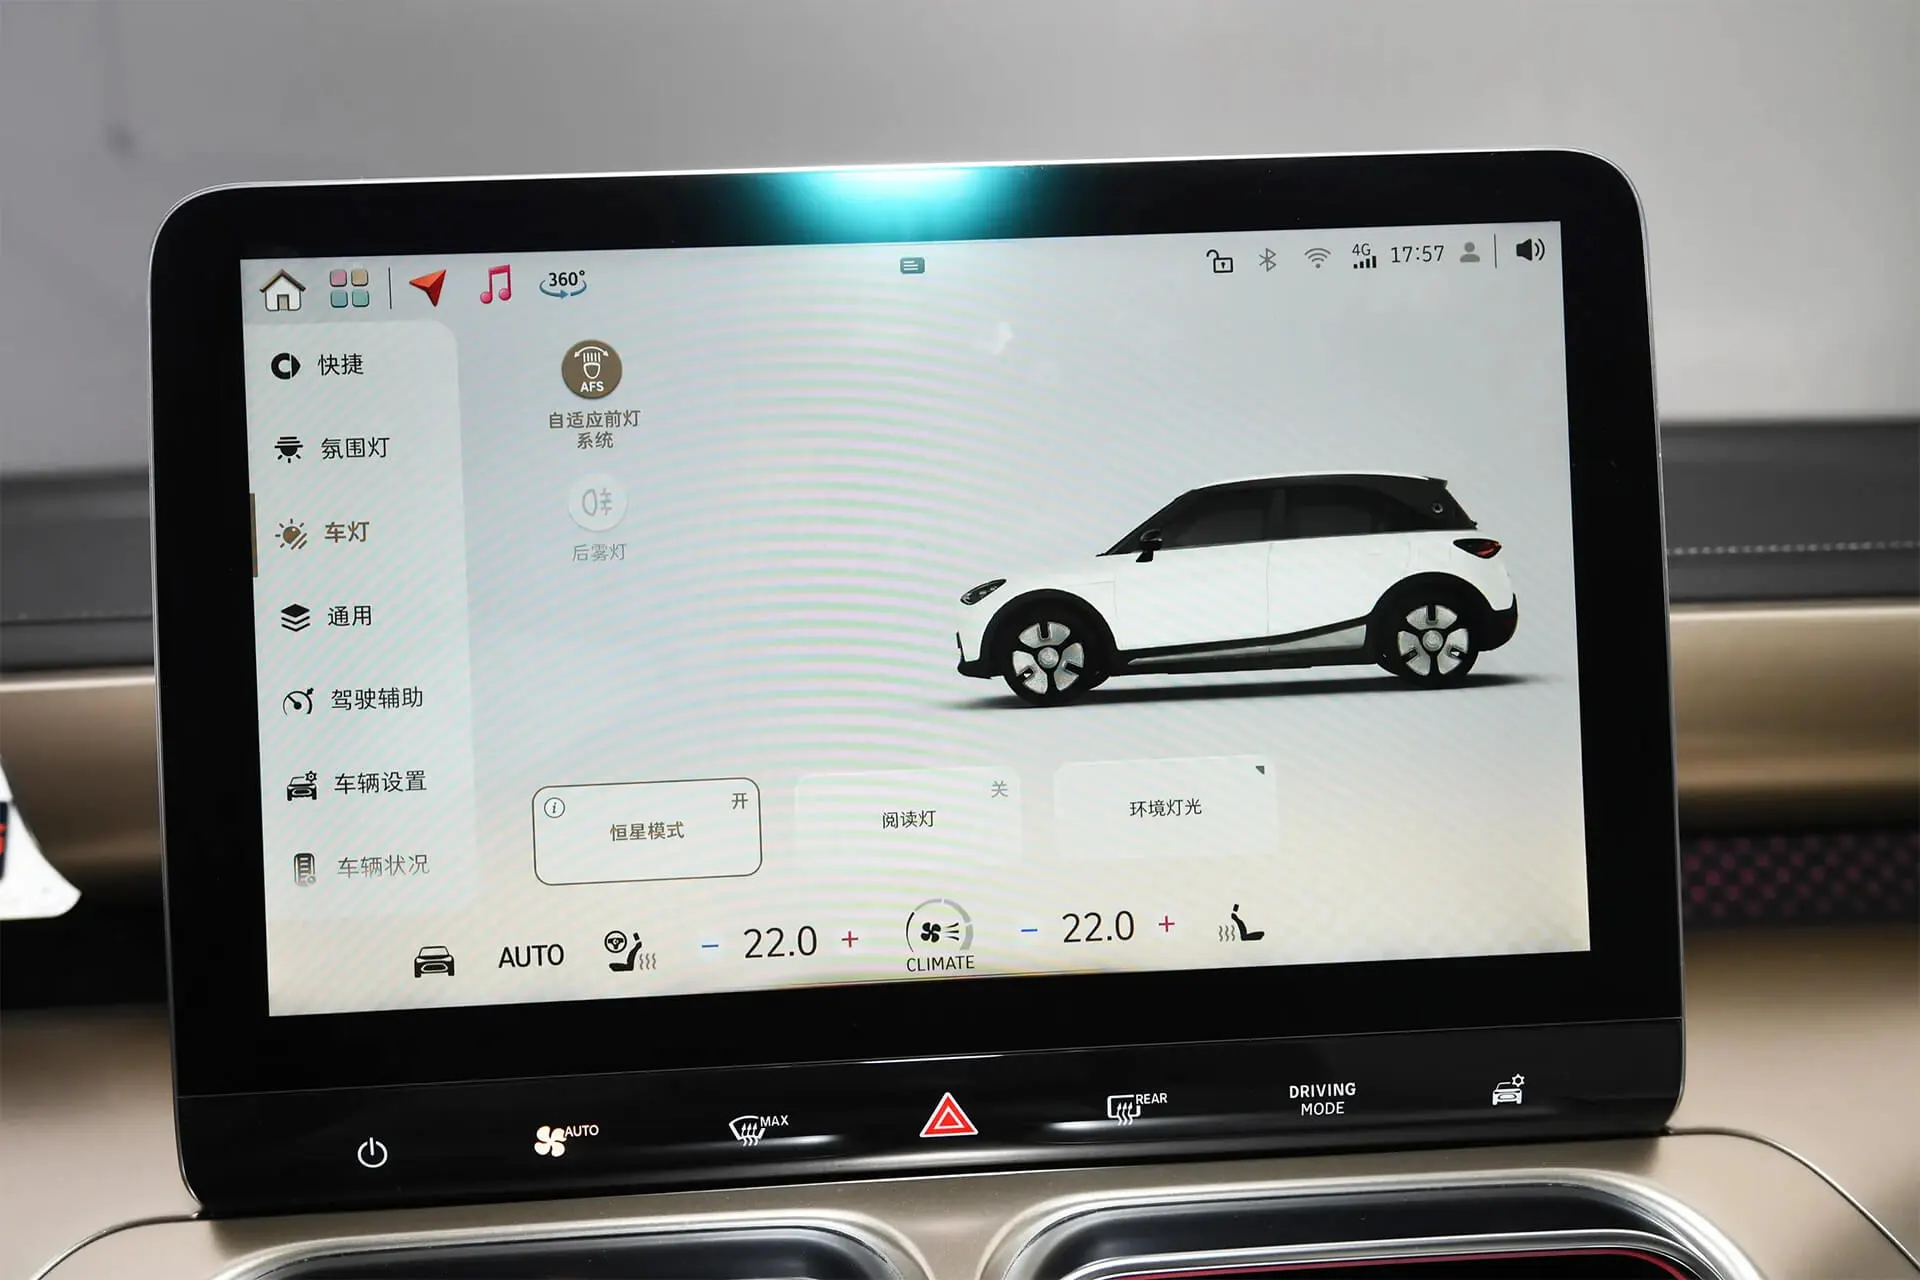 360°
4G
17:57
快捷
氛围灯
车灯
通用
驾驶辅助
车辆设置
车辆状况
AFS
自适应前灯
系统
后雾灯
开
恒星模式
关
阅读灯
环境灯光
AUTO
22.0
CLIMATE
22.0
AUTO
MAX
REAR
DRIVING
MODE